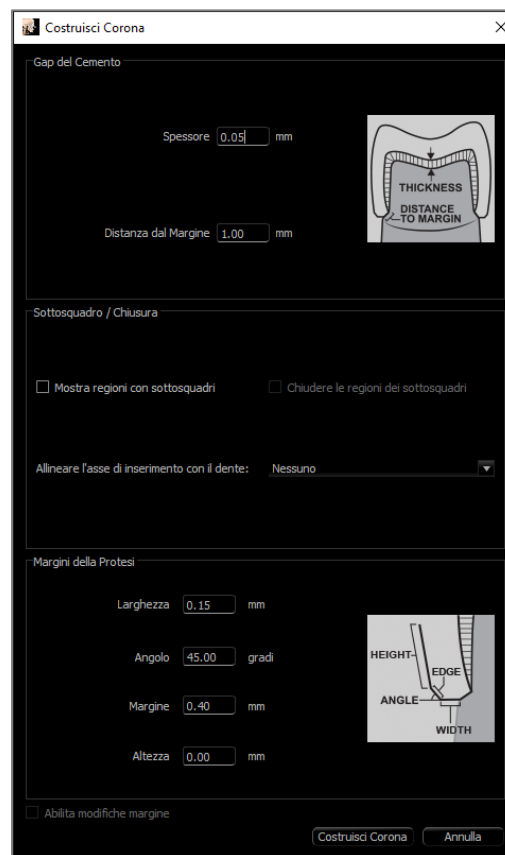 Costruisci Corona
Gap del Cemento
Spessore 0.05 mm
THICKNESS
DISTANCE
TO MARGIN
Distanza dal Margine 1.00 mm
Sottosquadro / Chiusura
Mostra regioni con sottosquadri Chiudere le regioni dei sottosquadri
Allineare l'asse di inserimento con il dente: Nessuno
Margini della Protesi
Larghezza 0.15 mm
Angolo 45.00 gradi
Margine 0.40 mm
Altezza 0.00 mm
HEIGHT
EDGE
ANGLE
WIDTH
Abilita modifiche margine
Costruisci Corona Annulla